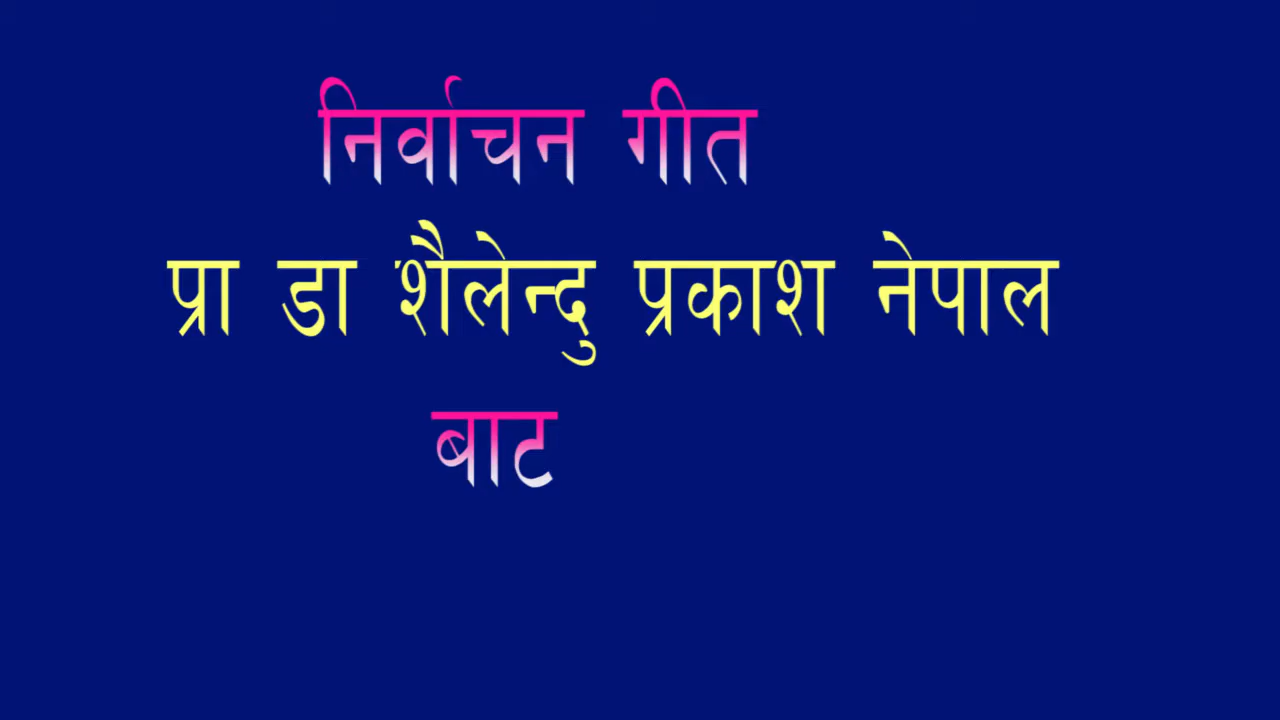 निर्वाचन गीत
प्रा डा शैलेन्दु प्रकाश नेपाल
बाट